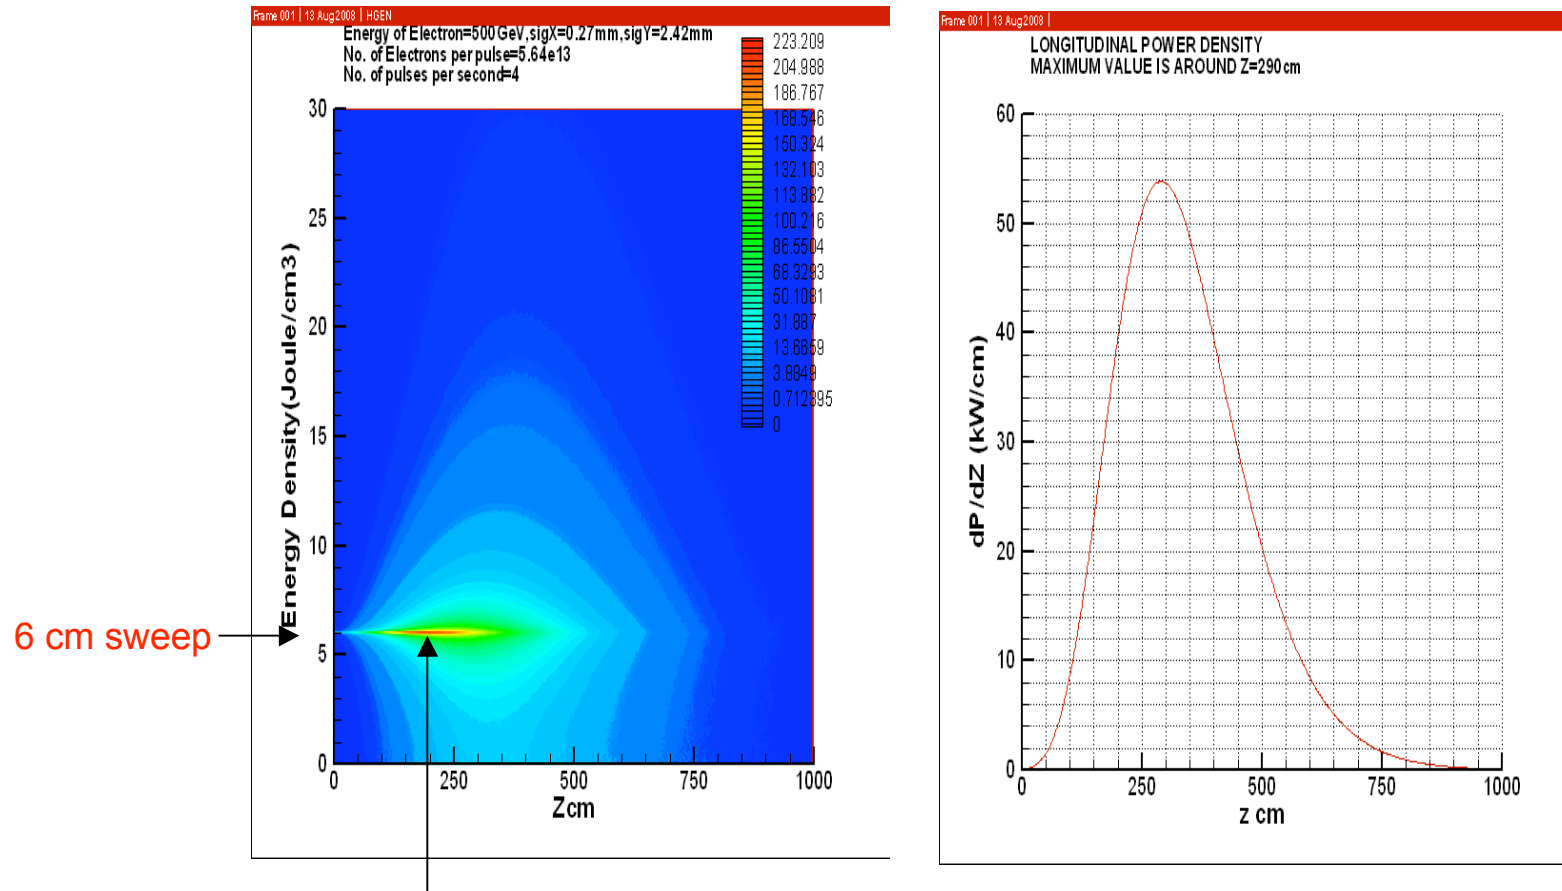 Frame 001 | 13 Aug 2008 | HGEN
Energy of Electron=500GeV,sigX=0.27mm,sigY=2.42mm
No. of Electrons per pulse=5.64e13
No. of pulses per second=4
223.209
204.988
186.767
168.546
150.324
132.103
113.882
100.216
86.5504
68.3293
50.1081
31.887
13.6659
3.8849
0.712395
0
30
25
20
15
10
5
0
Energy Density(Joule/cm3)
0 250 500 750 1000
Zcm
6 cm sweep
Frame 001 | 13 Aug 2008 |
LONGITUDINAL POWER DENSITY
MAXIMUM VALUE IS AROUND Z=290cm
60
50
40
30
20
10
0
dP/dZ (kW/cm)
0 250 500 750 1000
z cm